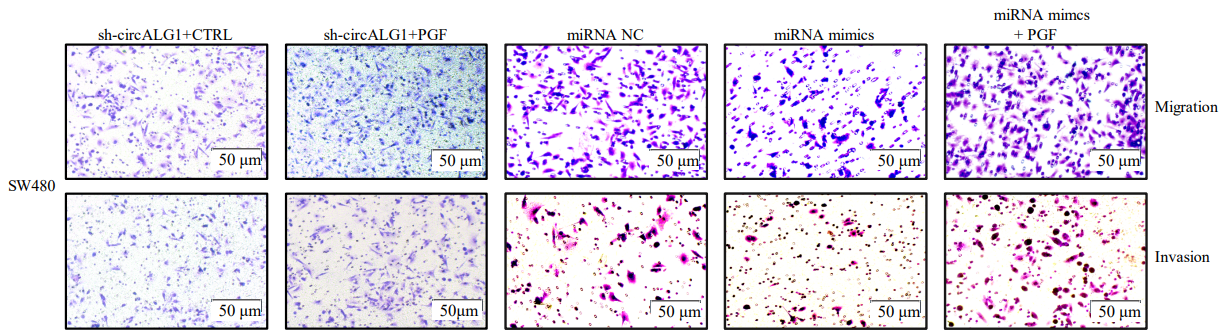 sh-circALG1+CTRL
sh-circALG1+PGF
miRNA NC
miRNA mimics
miRNA mimcs
+ PGF
50 μm
50 μm
50 μm
50 μm
50 μm
Migration
SW480
50 μm
50μm
50 μm
50 μm
50 μm
Invasion